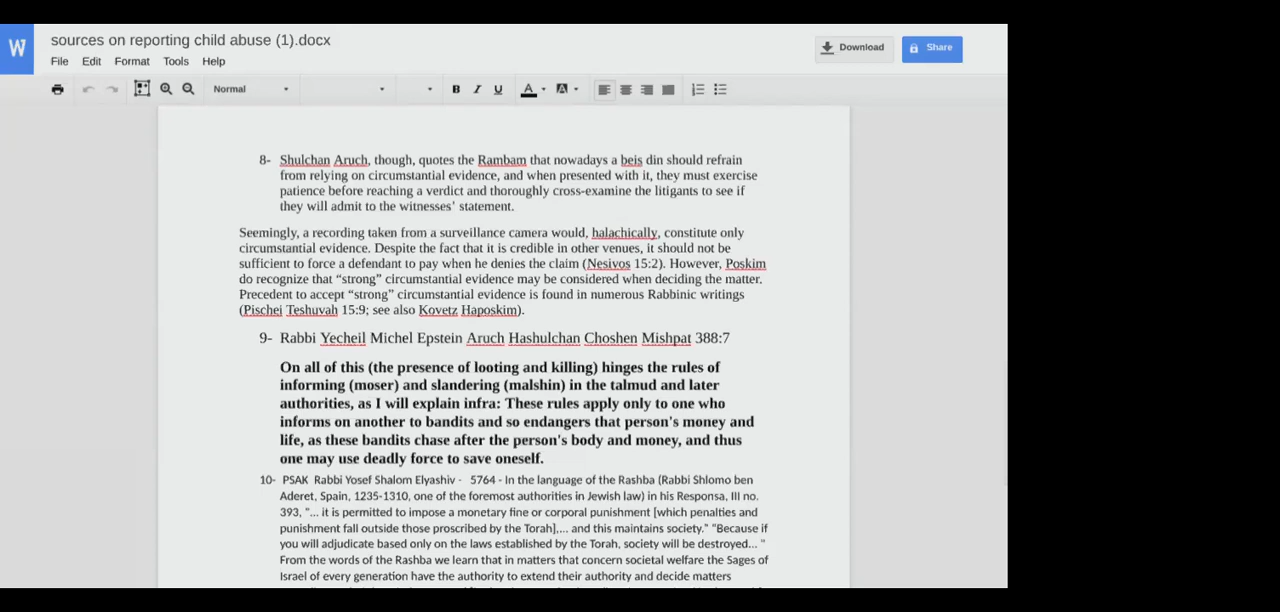 W
sources on reporting child abuse (1).docx
File Edit Format Tools Help
Download
Share
Normal
B I U A A
8- Shulchan Aruch, though, quotes the Rambam that nowadays a beis din should refrain
from relying on circumstantial evidence, and when presented with it, they must exercise
patience before reaching a verdict and thoroughly cross-examine the litigants to see if
they will admit to the witnesses' statement.
Seemingly, a recording taken from a surveillance camera would, halachically, constitute only
circumstantial evidence. Despite the fact that it is credible in other venues, it should not be
sufficient to force a defendant to pay when he denies the claim (Nesivos 15:2). However, Poskim
do recognize that “strong” circumstantial evidence may be considered when deciding the matter.
Precedent to accept “strong” circumstantial evidence is found in numerous Rabbinic writings
(Pischei Teshuvah 15:9; see also Kovetz Haposkim).
9- Rabbi Yecheil Michel Epstein Aruch Hashulchan Choshen Mishpat 388:7
On all of this (the presence of looting and killing) hinges the rules of
informing (moser) and slandering (malshin) in the talmud and later
authorities, as I will explain infra: These rules apply only to one who
informs on another to bandits and so endangers that person's money and
life, as these bandits chase after the person's body and money, and thus
one may use deadly force to save oneself.
10- PSAK Rabbi Yosef Shalom Elyashiv - 5764 - In the language of the Rashba (Rabbi Shlomo ben
Aderet, Spain, 1235-1310, one of the foremost authorities in Jewish law) in his Responsa, III no.
393, "... it is permitted to impose a monetary fine or corporal punishment [which penalties and
punishment fall outside those proscribed by the Torah],... and this maintains society." "Because if
you will adjudicate based only on the laws established by the Torah, society will be destroyed... "
From the words of the Rashba we learn that in matters that concern societal welfare the Sages of
Israel of every generation have the authority to extend their authority and decide matters